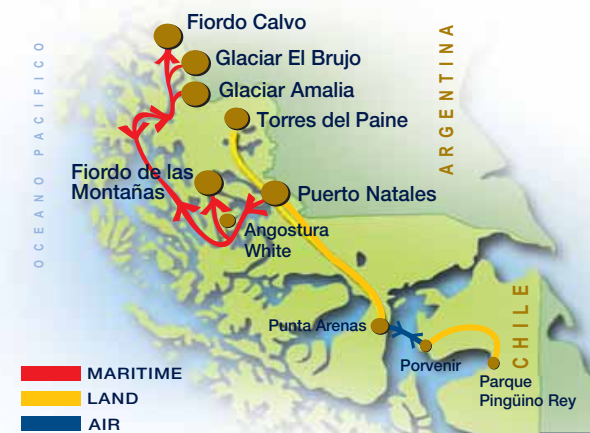 Fiordo Calvo
Glaciar El Brujo
Glaciar Amalia
Torres del Paine
OCEANO PACIFICO
ARGENTINA
Fiordo de las
Montañas
Puerto Natales
Angostura
White
Punta Arenas
CHILE
Porvenir
Parque
Pingüino Rey
MARITIME
LAND
AIR